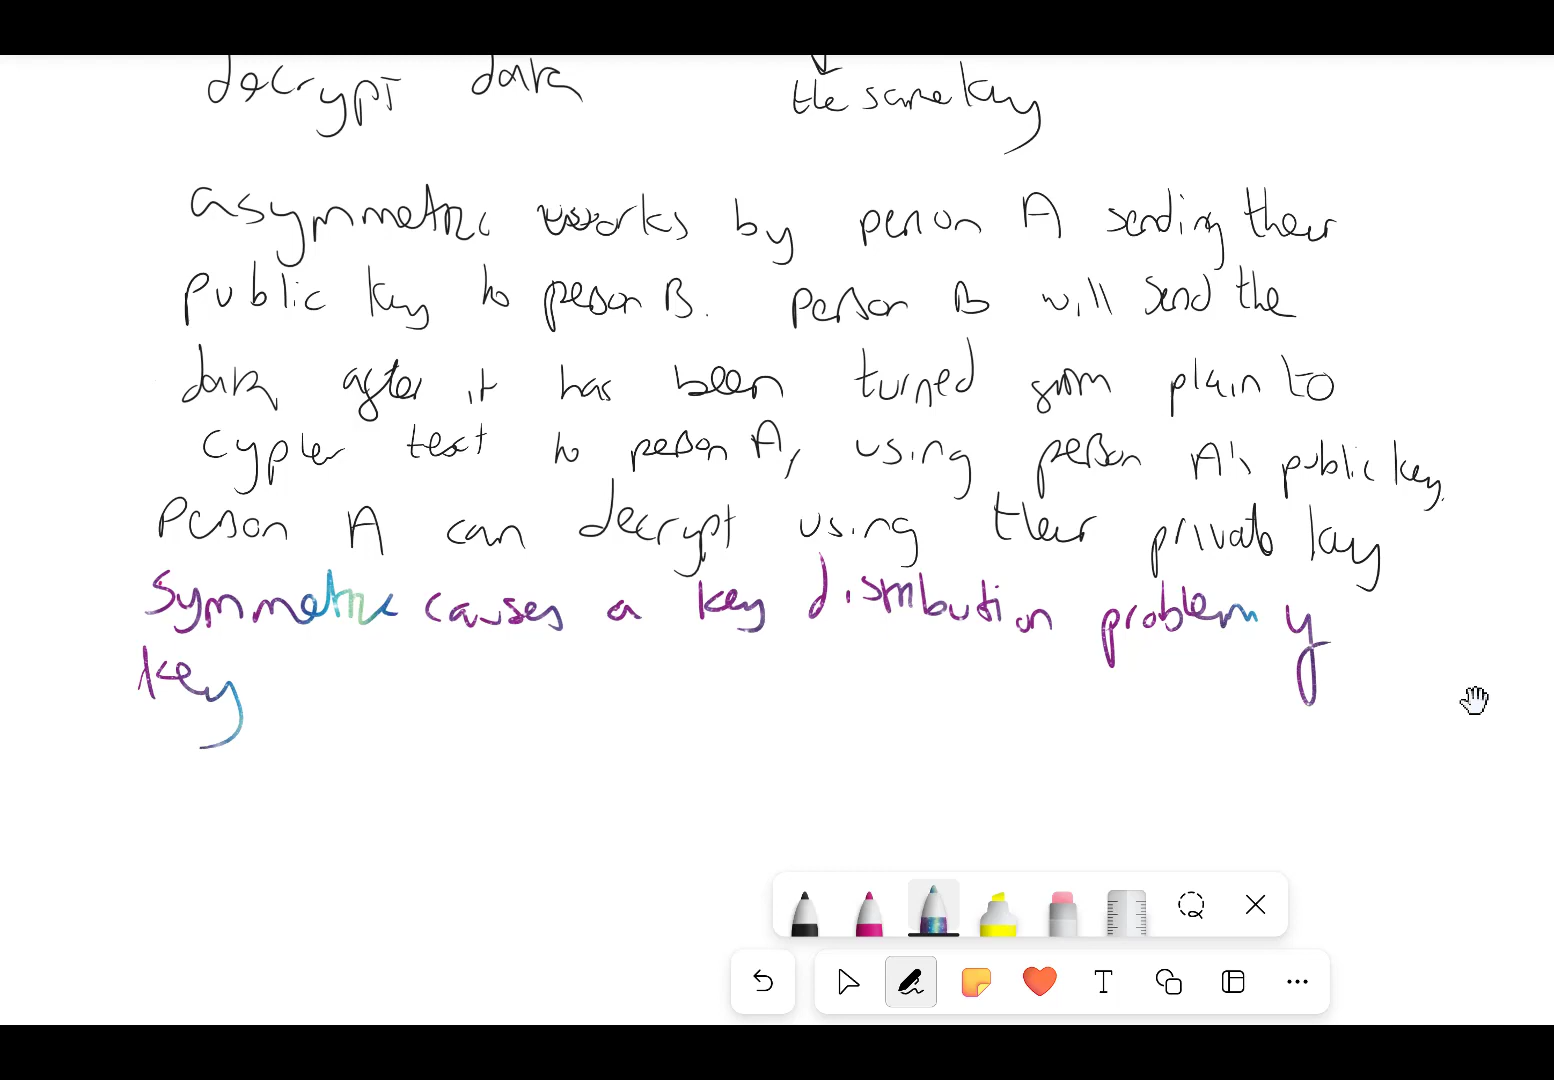 decrypt data the same key
asymmetric works by person A sending their
public key to person B. person B will send the
data after it has been turned from plain to
cypher text to person A, using person A's public key.
Person A can decrypt using their private key
Symmetric causes a key distribution problem if
key
T